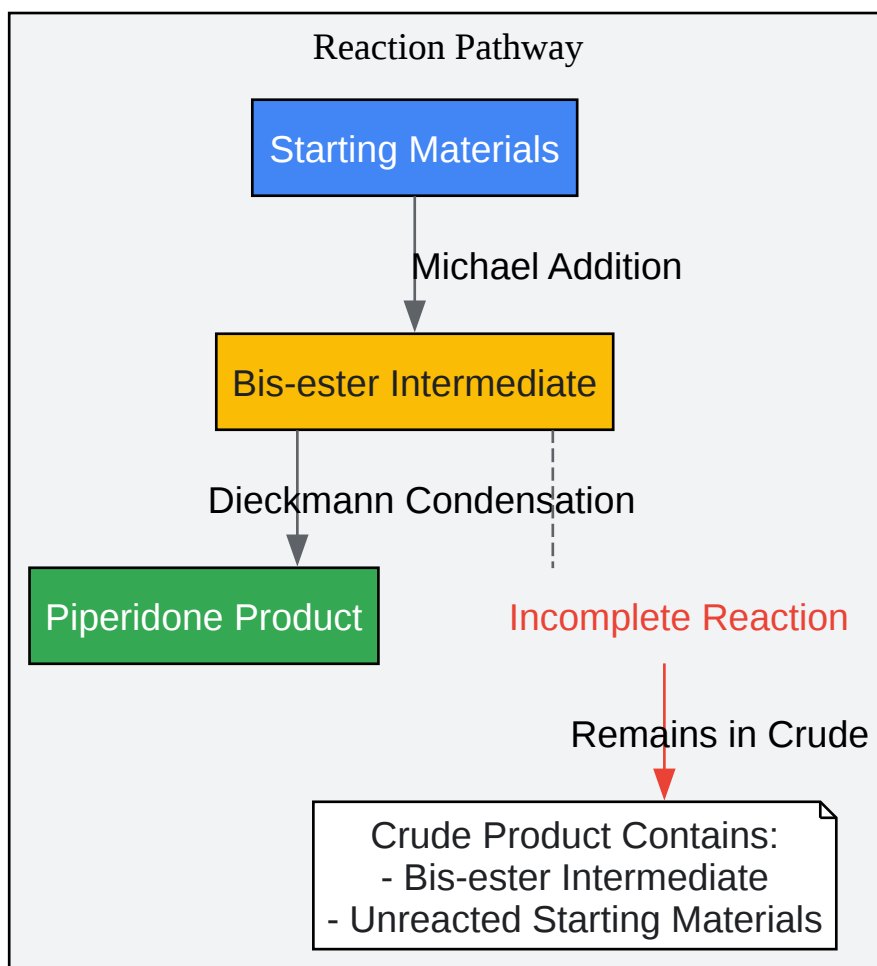 Reaction Pathway
Starting Materials
Michael Addition
Bis-ester Intermediate
Dieckmann Condensation
Piperidone Product
Incomplete Reaction
Remains in Crude
Crude Product Contains:
- Bis-ester Intermediate
- Unreacted Starting Materials